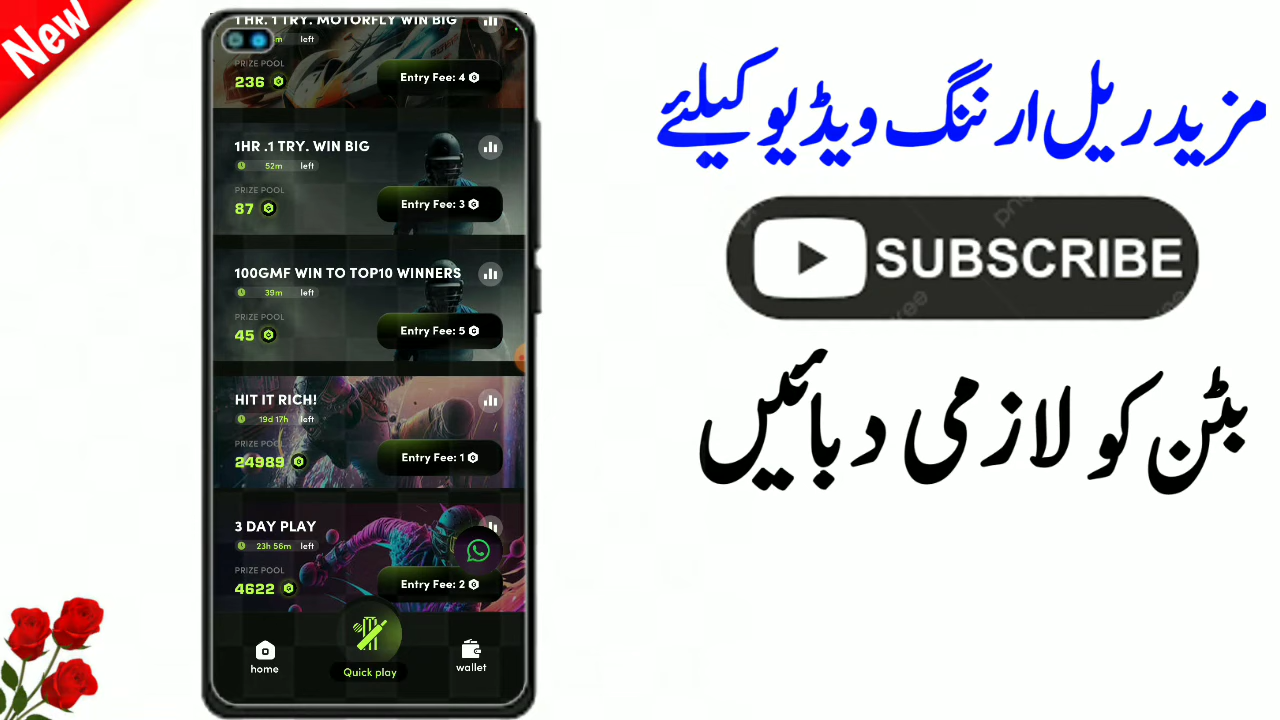 New
1 HR. 1 TRY. MOTORFLY WIN BIG
m left
PRIZE POOL
236
Entry Fee: 4
1HR .1 TRY. WIN BIG
52m left
PRIZE POOL
87
Entry Fee: 3
100GMF WIN TO TOP10 WINNERS
39m left
PRIZE POOL
45
Entry Fee: 5
HIT IT RICH!
19d 17h left
PRIZE POOL
24989
Entry Fee: 1
3 DAY PLAY
23h 56m left
PRIZE POOL
4622
Entry Fee: 2
home
Quick play
wallet
مزید ریل ارننگ ویڈیو کیلئے
SUBSCRIBE
بٹن کو لازمی دبائیں